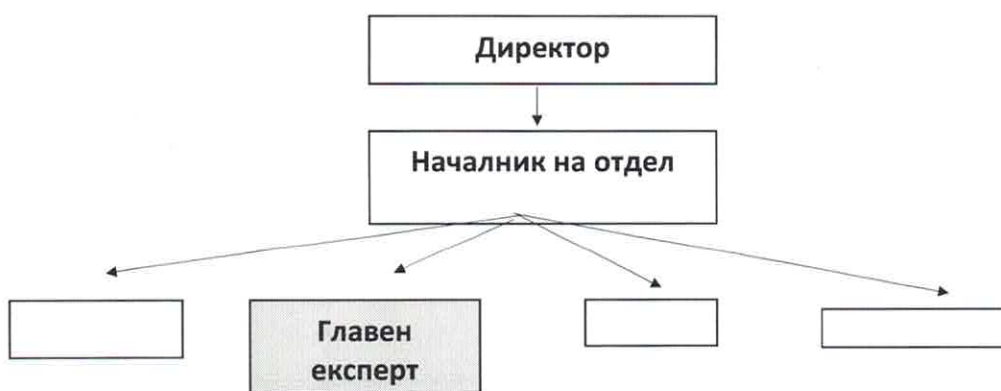 Директор
Началник на отдел
Главен
експерт